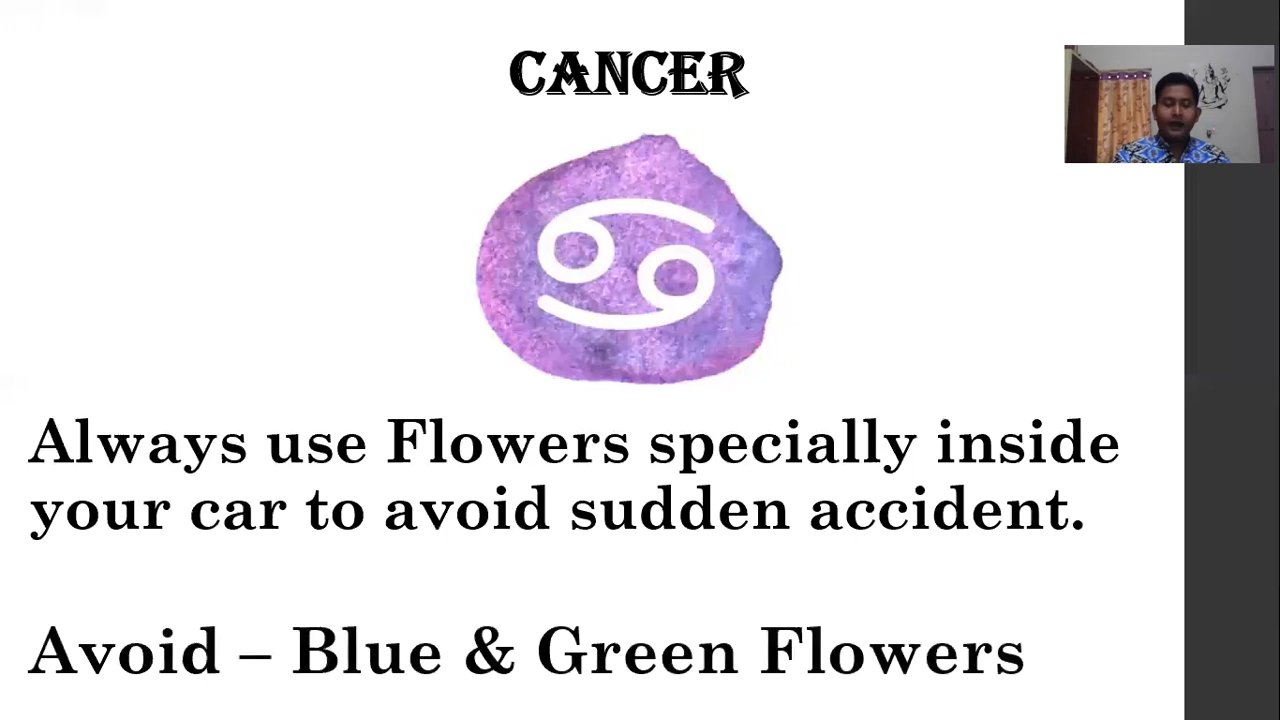 CANCER
Always use Flowers specially inside
your car to avoid sudden accident.
Avoid – Blue & Green Flowers